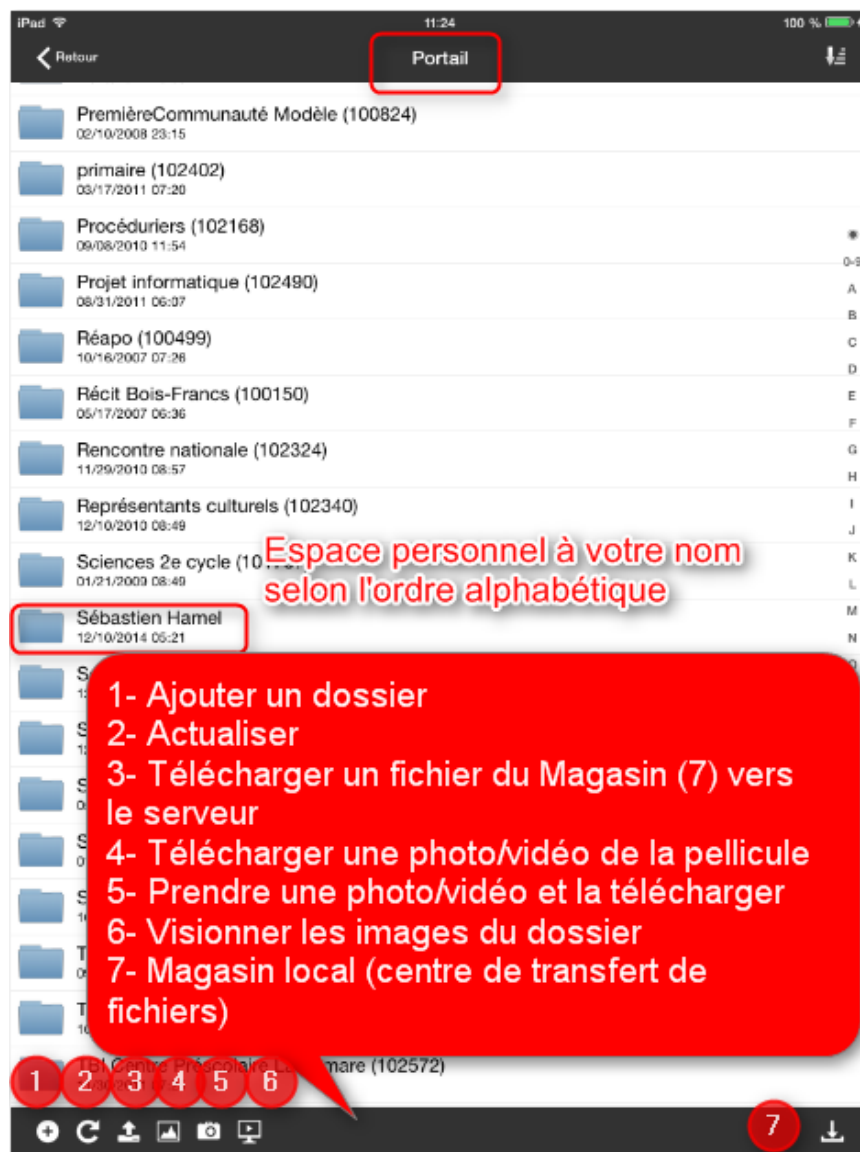 iPad 11:24 100 %
Retour Portail
PremièreCommunauté Modèle (100824)
02/10/2008 23:15
primaire (102402)
03/17/2011 07:20
Procéduriers (102168)
09/08/2010 11:54
Projet informatique (102490)
08/31/2011 06:07
Réapo (100499)
10/16/2007 07:26
Récit Bois-Francs (100150)
05/17/2007 06:36
Rencontre nationale (102324)
11/29/2010 08:57
Représentants culturels (102340)
12/10/2010 08:49
Sciences 2e cycle
01/21/2009 08:49
Espace personnel à votre nom
selon l'ordre alphabétique
Sébastien Hamel
12/10/2014 05:21
0-9
A
B
C
D
E
F
G
H
I
J
K
L
M
N
1- Ajouter un dossier
2- Actualiser
3- Télécharger un fichier du Magasin (7) vers
le serveur
4- Télécharger une photo/vidéo de la pellicule
5- Prendre une photo/vidéo et la télécharger
6- Visionner les images du dossier
7- Magasin local (centre de transfert de
fichiers)
TBI Centre Préscolaire mare (102572)
1 2 3 4 5 6
7